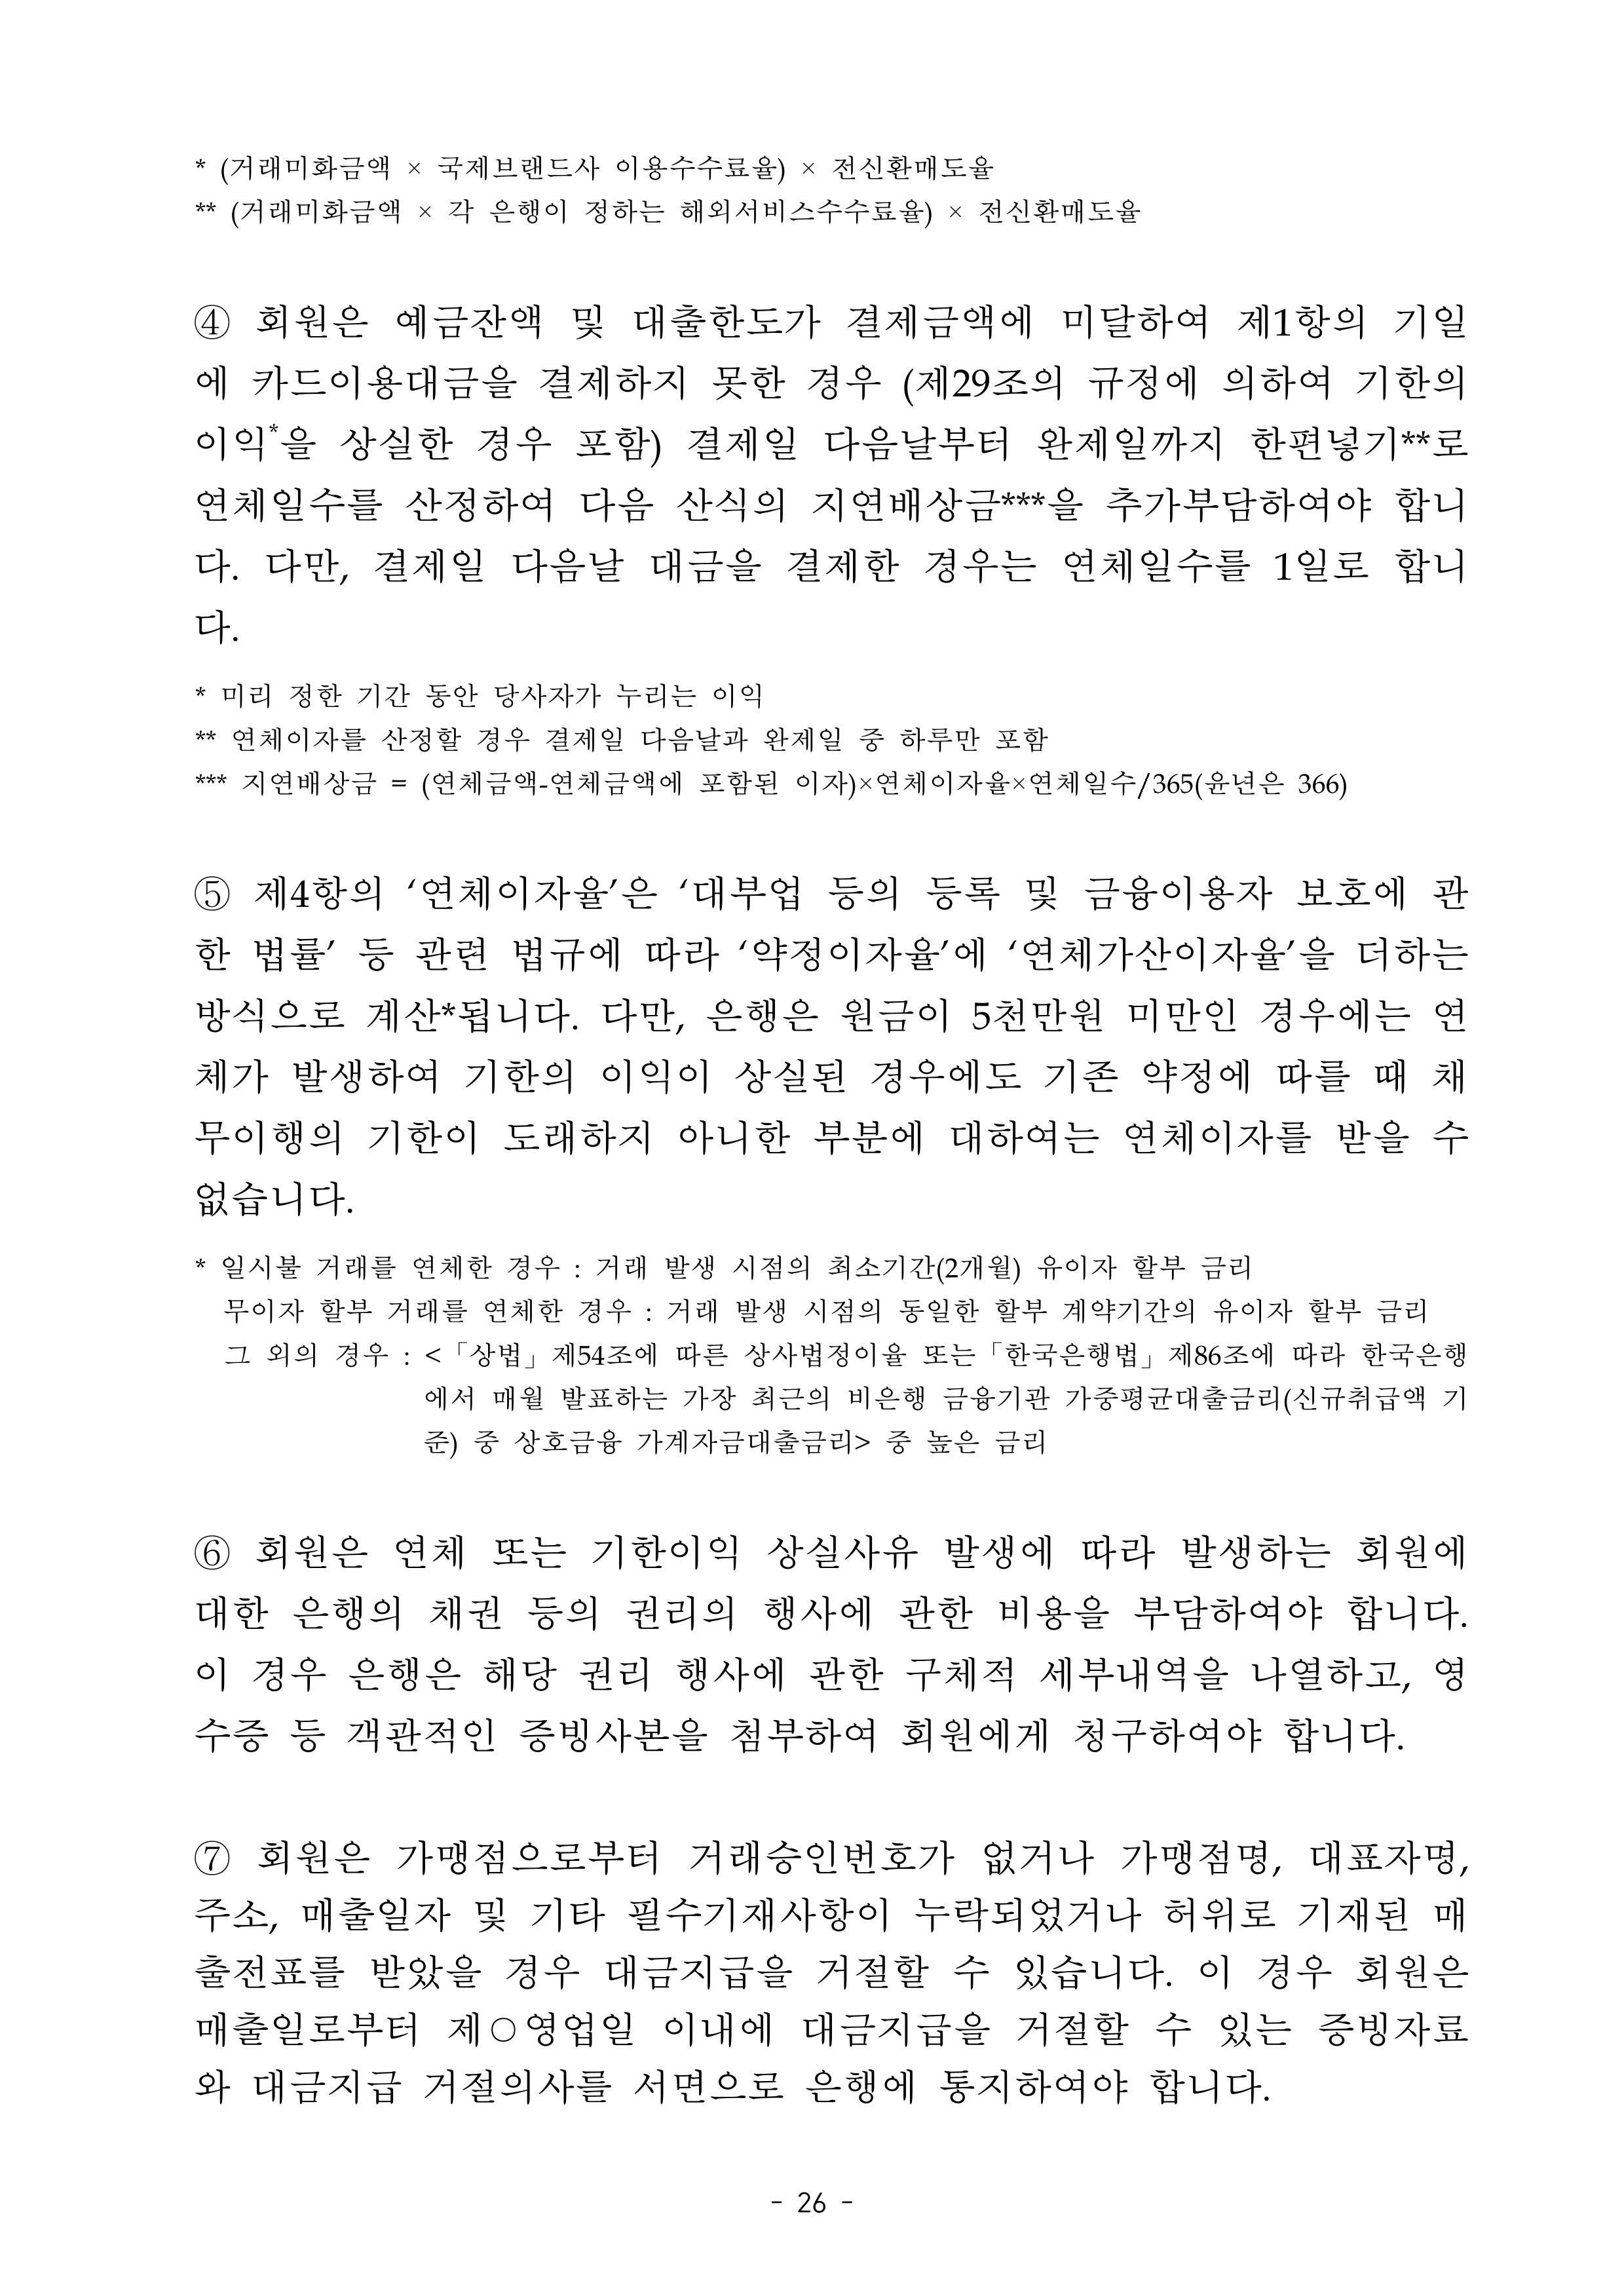 * (거래미화금액 × 국제브랜드사 이용수수료율) × 전신환매도율
** (거래미화금액 × 각 은행이 정하는 해외서비스수수료율) × 전신환매도율
④ 회원은 예금잔액 및 대출한도가 결제금액에 미달하여 제1항의 기일
에 카드이용대금을 결제하지 못한 경우 (제29조의 규정에 의하여 기한의
이익*을 상실한 경우 포함) 결제일 다음날부터 완제일까지 한편넣기**로
연체일수를 산정하여 다음 산식의 지연배상금***을 추가부담하여야 합니
다. 다만, 결제일 다음날 대금을 결제한 경우는 연체일수를 1일로 합니
다.
* 미리 정한 기간 동안 당사자가 누리는 이익
** 연체이자를 산정할 경우 결제일 다음날과 완제일 중 하루만 포함
*** 지연배상금 = (연체금액-연체금액에 포함된 이자)×연체이자율×연체일수/365(윤년은 366)
⑤ 제4항의 ‘연체이자율’은 ‘대부업 등의 등록 및 금융이용자 보호에 관
한 법률’ 등 관련 법규에 따라 ‘약정이자율’에 ‘연체가산이자율’을 더하는
방식으로 계산*됩니다. 다만, 은행은 원금이 5천만원 미만인 경우에는 연
체가 발생하여 기한의 이익이 상실된 경우에도 기존 약정에 따를 때 채
무이행의 기한이 도래하지 아니한 부분에 대하여는 연체이자를 받을 수
없습니다.
* 일시불 거래를 연체한 경우 : 거래 발생 시점의 최소기간(2개월) 유이자 할부 금리
무이자 할부 거래를 연체한 경우 : 거래 발생 시점의 동일한 할부 계약기간의 유이자 할부 금리
그 외의 경우 : <「상법」제54조에 따른 상사법정이율 또는「한국은행법」제86조에 따라 한국은행
에서 매월 발표하는 가장 최근의 비은행 금융기관 가중평균대출금리(신규취급액 기
준) 중 상호금융 가계자금대출금리> 중 높은 금리
⑥ 회원은 연체 또는 기한이익 상실사유 발생에 따라 발생하는 회원에
대한 은행의 채권 등의 권리의 행사에 관한 비용을 부담하여야 합니다.
이 경우 은행은 해당 권리 행사에 관한 구체적 세부내역을 나열하고, 영
수증 등 객관적인 증빙사본을 첨부하여 회원에게 청구하여야 합니다.
⑦ 회원은 가맹점으로부터 거래승인번호가 없거나 가맹점명, 대표자명,
주소, 매출일자 및 기타 필수기재사항이 누락되었거나 허위로 기재된 매
출전표를 받았을 경우 대금지급을 거절할 수 있습니다. 이 경우 회원은
매출일로부터 제○영업일 이내에 대금지급을 거절할 수 있는 증빙자료
와 대금지급 거절의사를 서면으로 은행에 통지하여야 합니다.
- 26 -